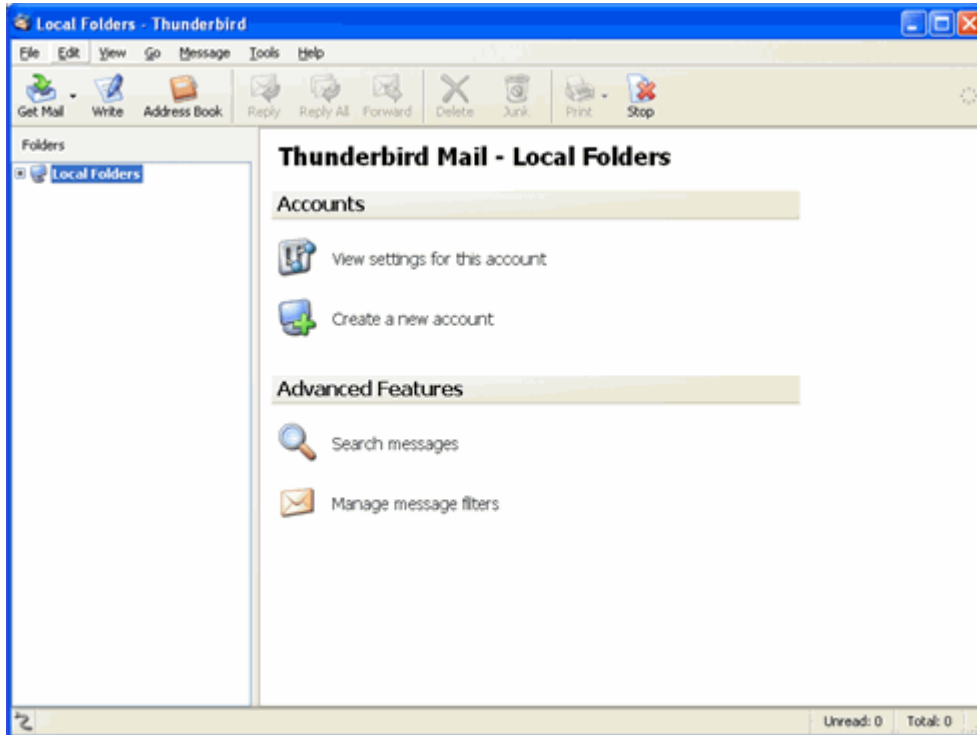 Local Folders - Thunderbird
File Edit View Go Message Tools Help
Get Mail Write Address Book Reply Reply All Forward Delete Junk Print Stop
Folders
Local Folders
Thunderbird Mail - Local Folders
Accounts
View settings for this account
Create a new account
Advanced Features
Search messages
Manage message filters
Unread: 0 Total: 0